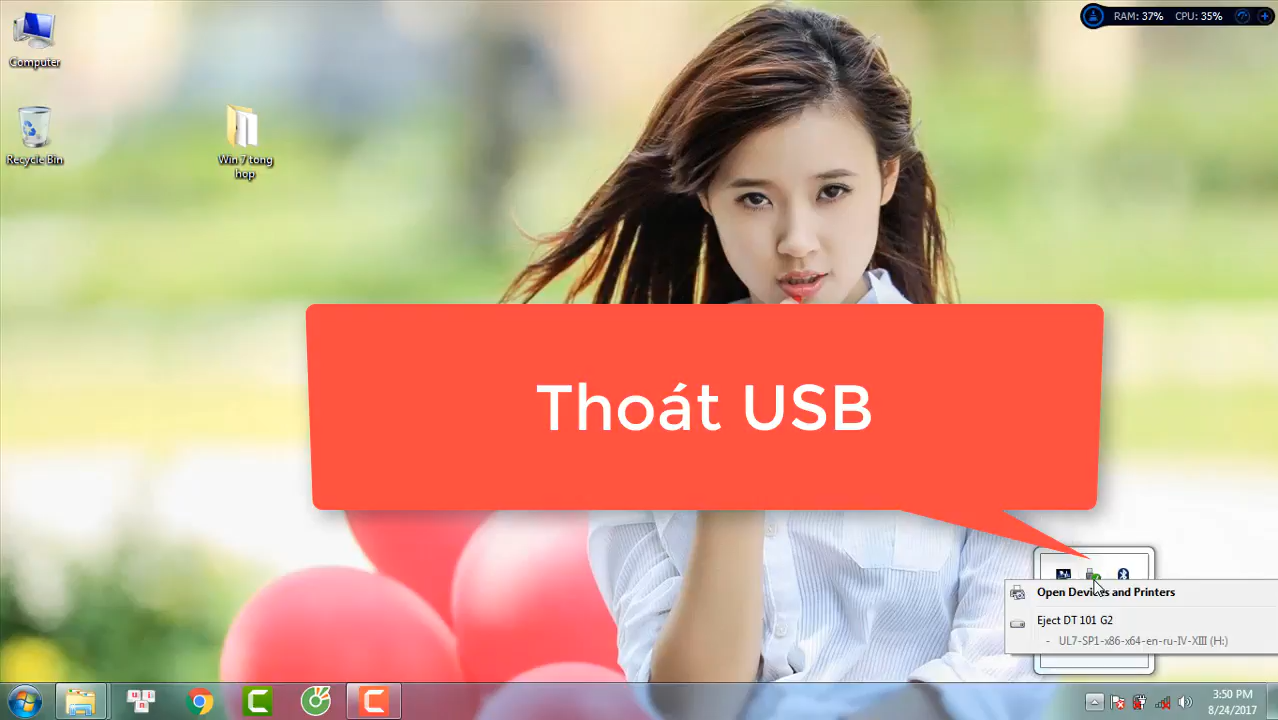 RAM: 37% CPU: 35%
Computer
Recycle Bin
Win 7 tong
hop
Thoát USB
Open Devices and Printers
Eject DT 101 G2
- UL7-SP1-x86-x64-en-ru-IV-XIII (H:)
3:50 PM
8/24/2017